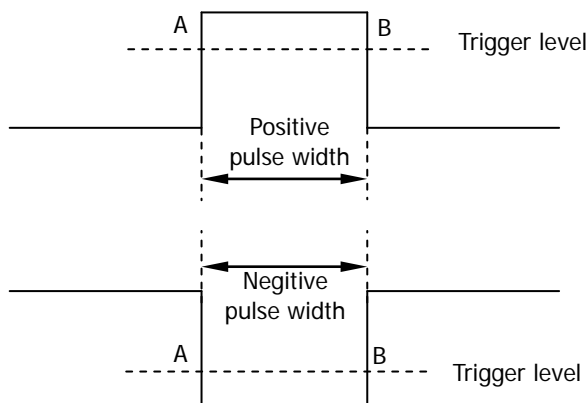 A
B
Trigger level
Positive
pulse width
Negitive
pulse width
A
B
Trigger level